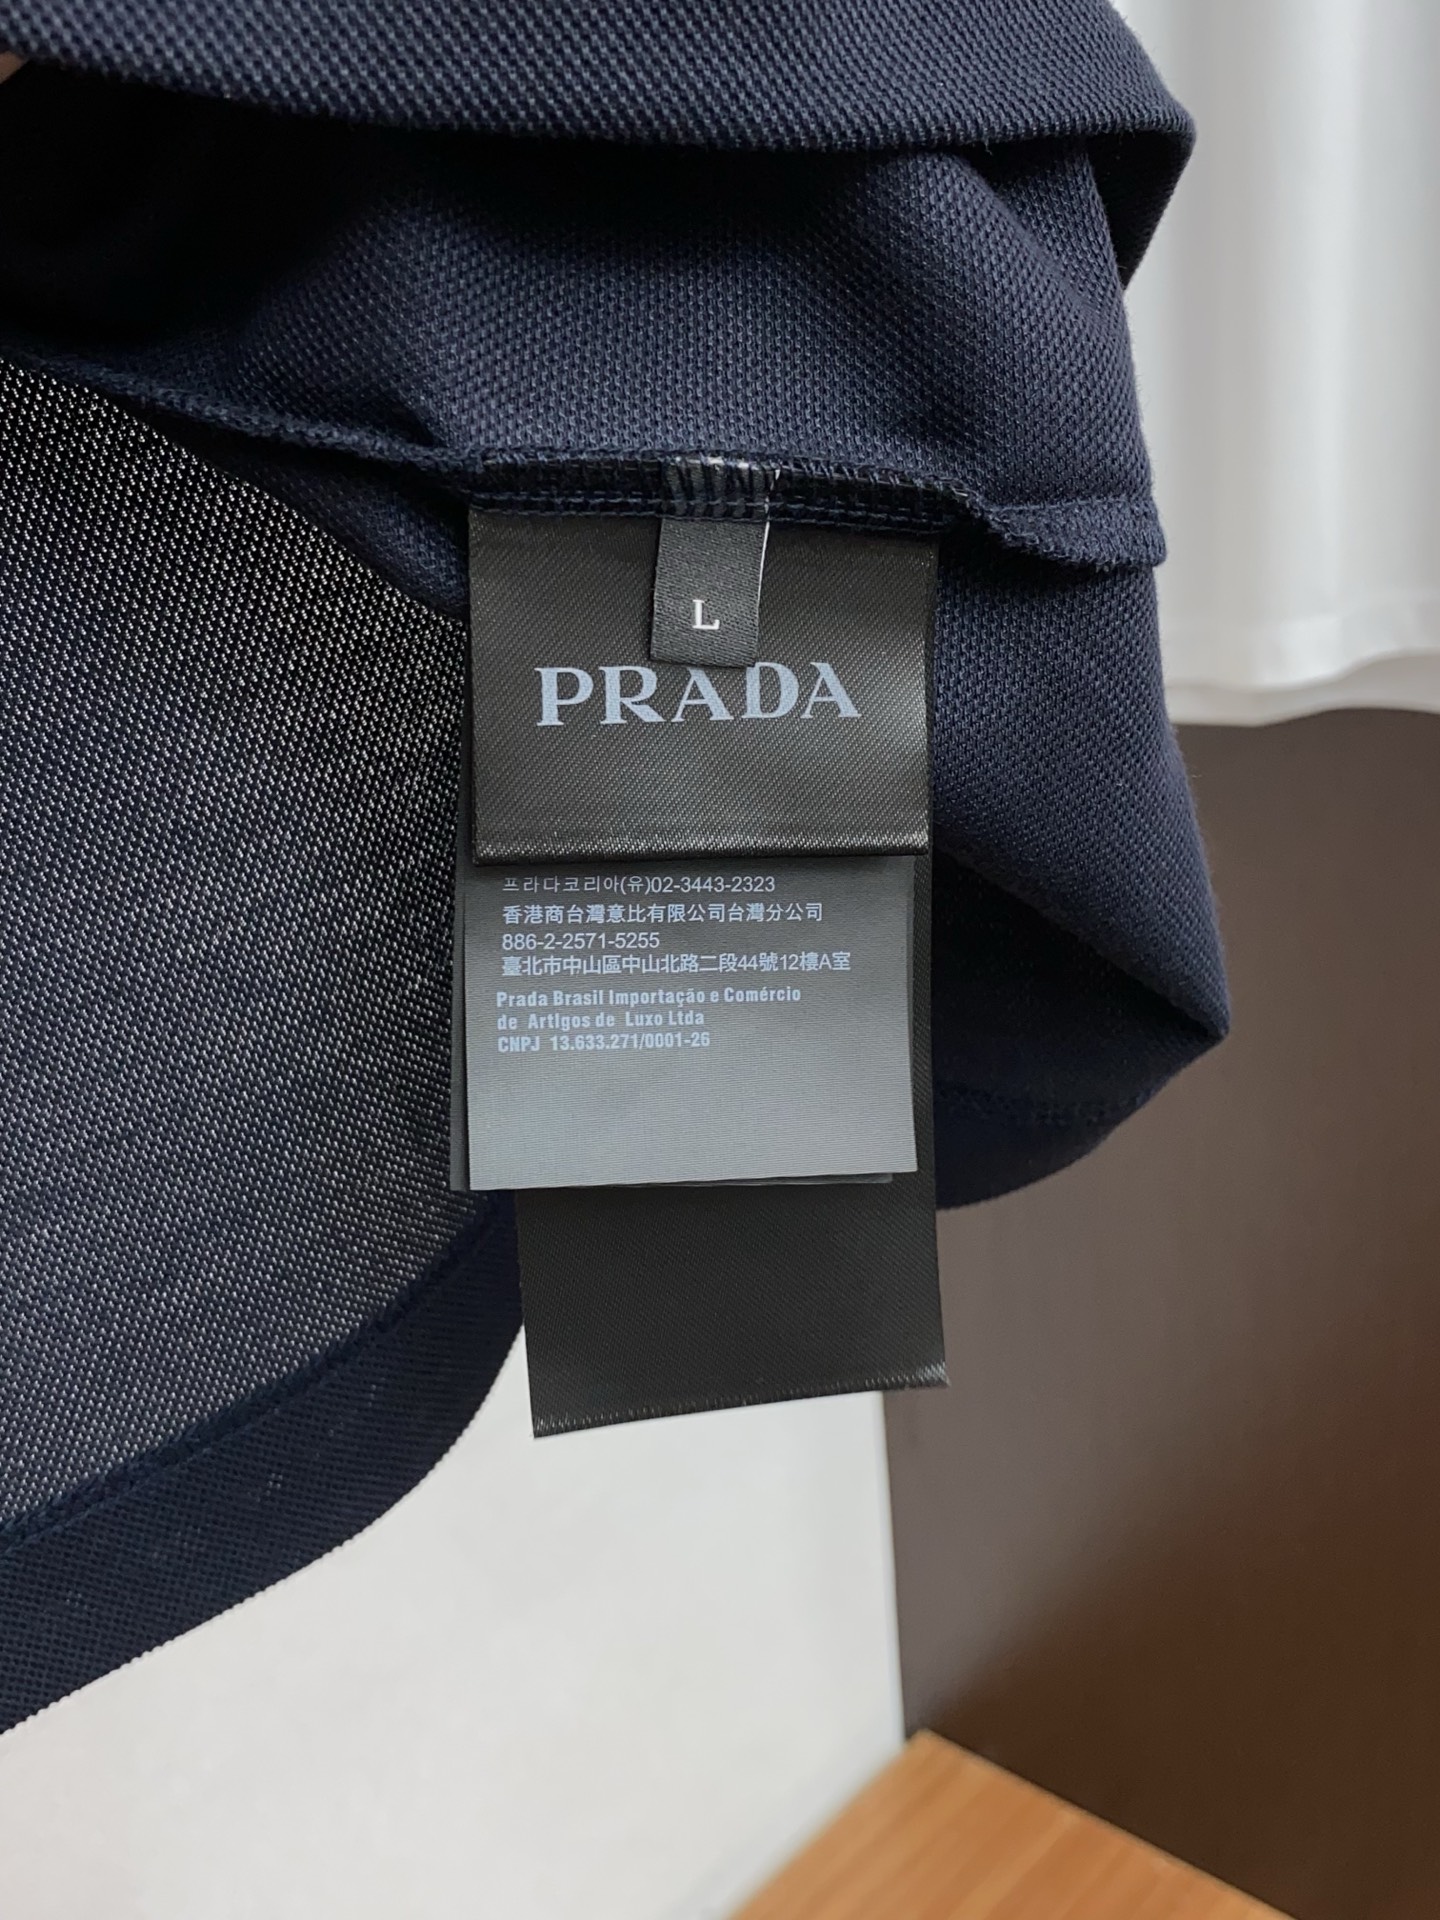 L
PRADA
프라다코리아(유)02-3443-2323
香港商台灣意比有限公司台灣分公司
886-2-2571-5255
臺北市中山區中山北路二段44號12樓A室
Prada Brasil Importação e Comércio
de Artlgos de Luxo Ltda
CNPJ 13.633.271/0001-26